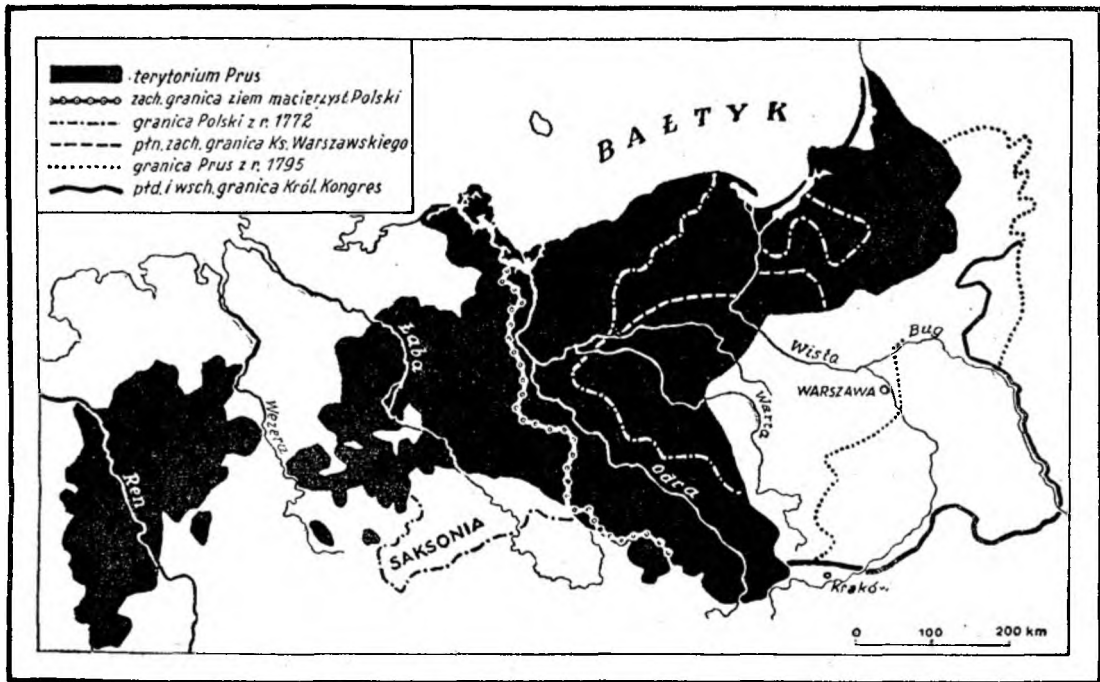 terytorium Prus
zach. granica ziem macierzyst. Polski
granica Polski z r. 1772
płn. zach. granica Ks. Warszawskiego
granica Prus z r. 1795
płd. i wsch. granica Król. Kongres
BAŁTYK
Łaba
Wezera
Ren
SAKSONIA
Odra
Warta
Wisła
Bug
WARSZAWA
Kraków
0 100 200 km